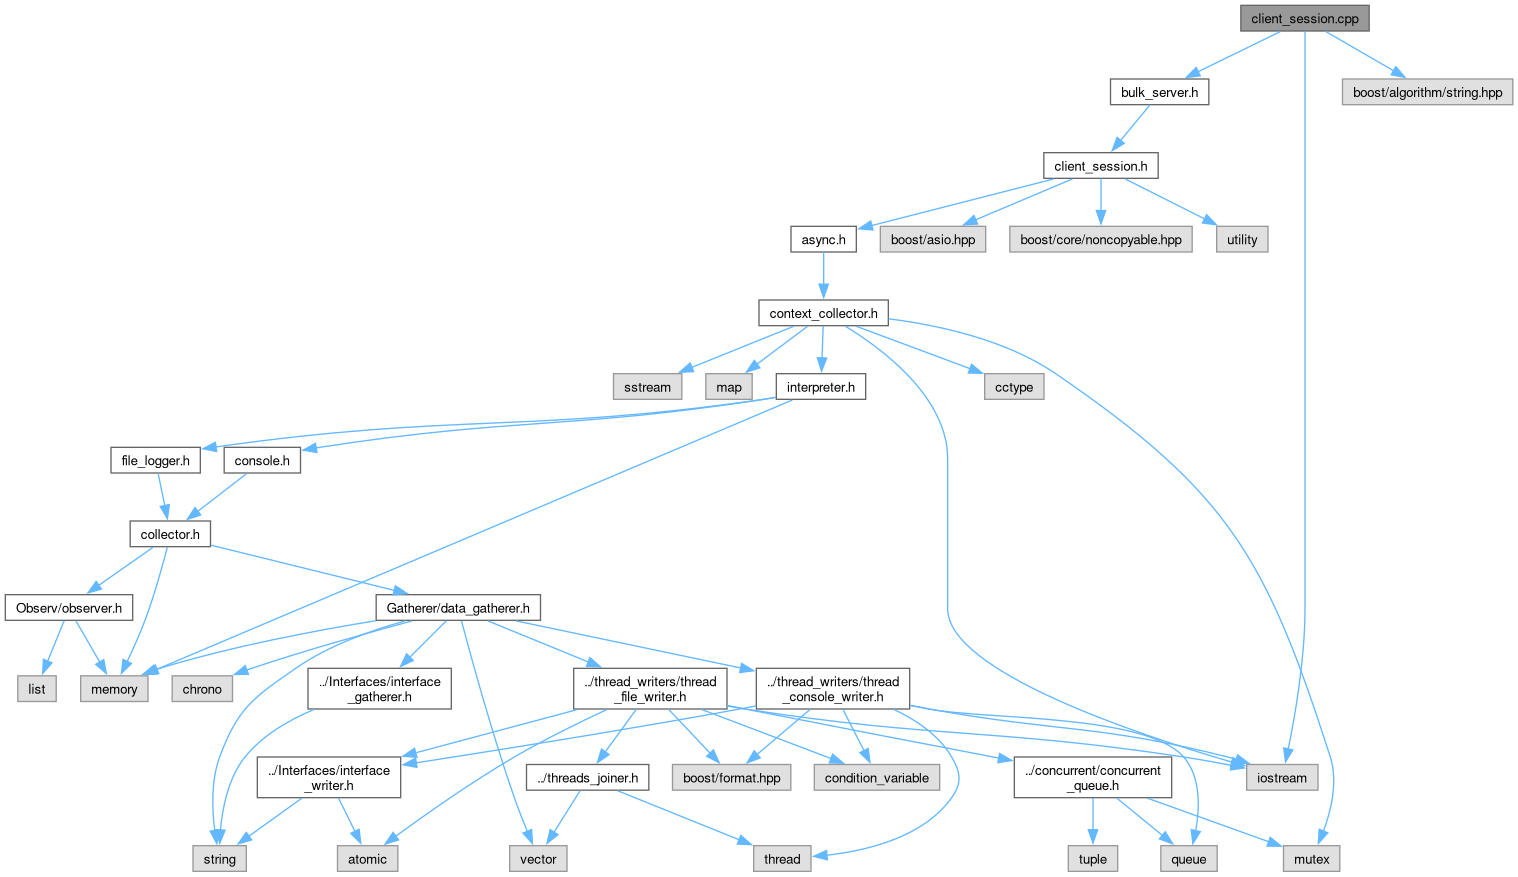 client_session.cpp
bulk_server.h
boost/algorithm/string.hpp
client_session.h
async.h
boost/asio.hpp
boost/core/noncopyable.hpp
utility
context_collector.h
sstream
map
interpreter.h
cctype
file_logger.h
console.h
collector.h
Observ/observer.h
Gatherer/data_gatherer.h
list
memory
chrono
../Interfaces/interface
_gatherer.h
../thread_writers/thread
_file_writer.h
../thread_writers/thread
_console_writer.h
../Interfaces/interface
_writer.h
../threads_joiner.h
boost/format.hpp
condition_variable
../concurrent/concurrent
_queue.h
iostream
string
atomic
vector
thread
tuple
queue
mutex